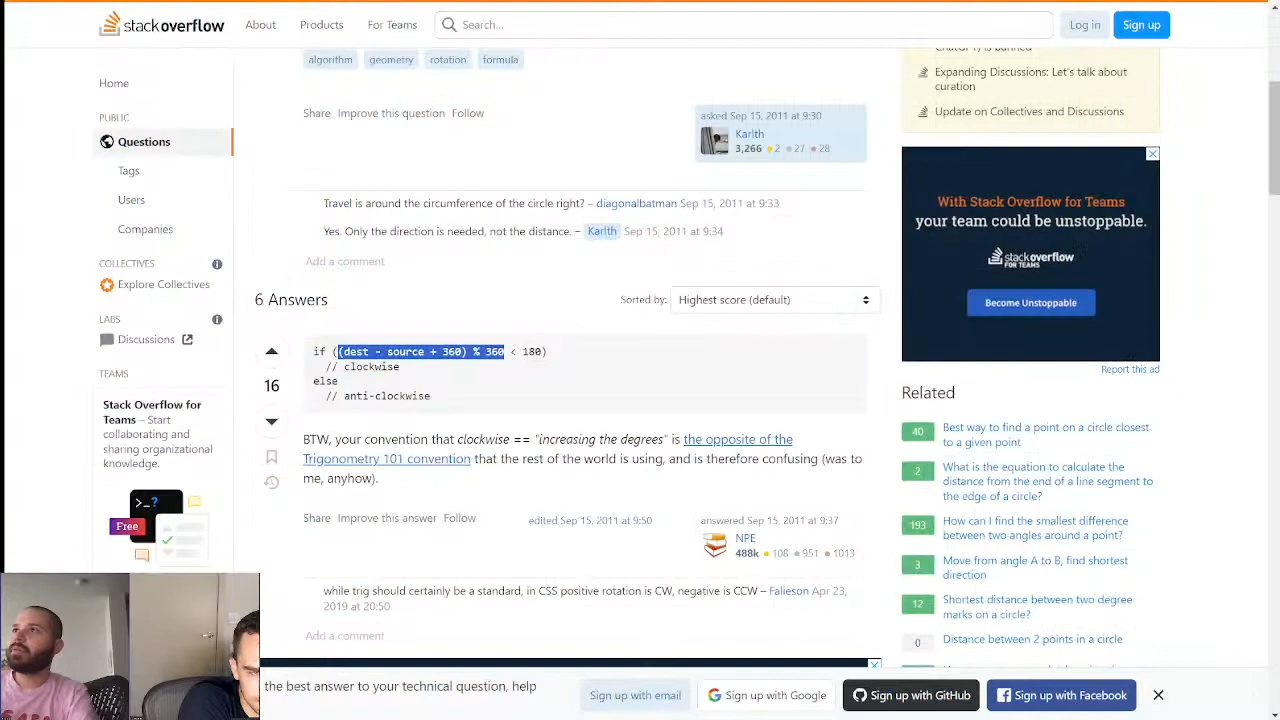 stack overflow
About
Products
For Teams
Search...
Log in
Sign up
Home
PUBLIC
Questions
Tags
Users
Companies
COLLECTIVES
Explore Collectives
LABS
Discussions
TEAMS
Stack Overflow for
Teams – Start
collaborating and
sharing organizational
knowledge.
>_?
Free
algorithm
geometry
rotation
formula
Share Improve this question Follow
asked Sep 15, 2011 at 9:30
Karith
3,266 2 27 28
Travel is around the circumference of the circle right? – diagonalbatman Sep 15, 2011 at 9:33
Yes. Only the direction is needed, not the distance. – Karith Sep 15, 2011 at 9:34
Add a comment
6 Answers
Sorted by:
Highest score (default)
16
if ((dest - source + 360) % 360 < 180)
// clockwise
else
// anti-clockwise
BTW, your convention that clockwise == "increasing the degrees" is the opposite of the
Trigonometry 101 convention that the rest of the world is using, and is therefore confusing (was to
me, anyhow).
Share Improve this answer Follow
edited Sep 15, 2011 at 9:50
answered Sep 15, 2011 at 9:37
NPE
488k 108 951 1013
while trig should certainly be a standard, in CSS positive rotation is CW, negative is CCW – Falieson Apr 23,
2019 at 20:50
Add a comment
ChatGPT) is banned
Expanding Discussions: Let's talk about
curation
Update on Collectives and Discussions
With Stack Overflow for Teams
your team could be unstoppable.
stackoverflow
FOR TEAMS
Become Unstoppable
Report this ad
Related
40
Best way to find a point on a circle closest
to a given point
2
What is the equation to calculate the
distance from the end of a line segment to
the edge of a circle?
193
How can I find the smallest difference
between two angles around a point?
3
Move from angle A to B, find shortest
direction
12
Shortest distance between two degree
marks on a circle?
0
Distance between 2 points in a circle
the best answer to your technical question, help
Sign up with email
Sign up with Google
Sign up with GitHub
Sign up with Facebook